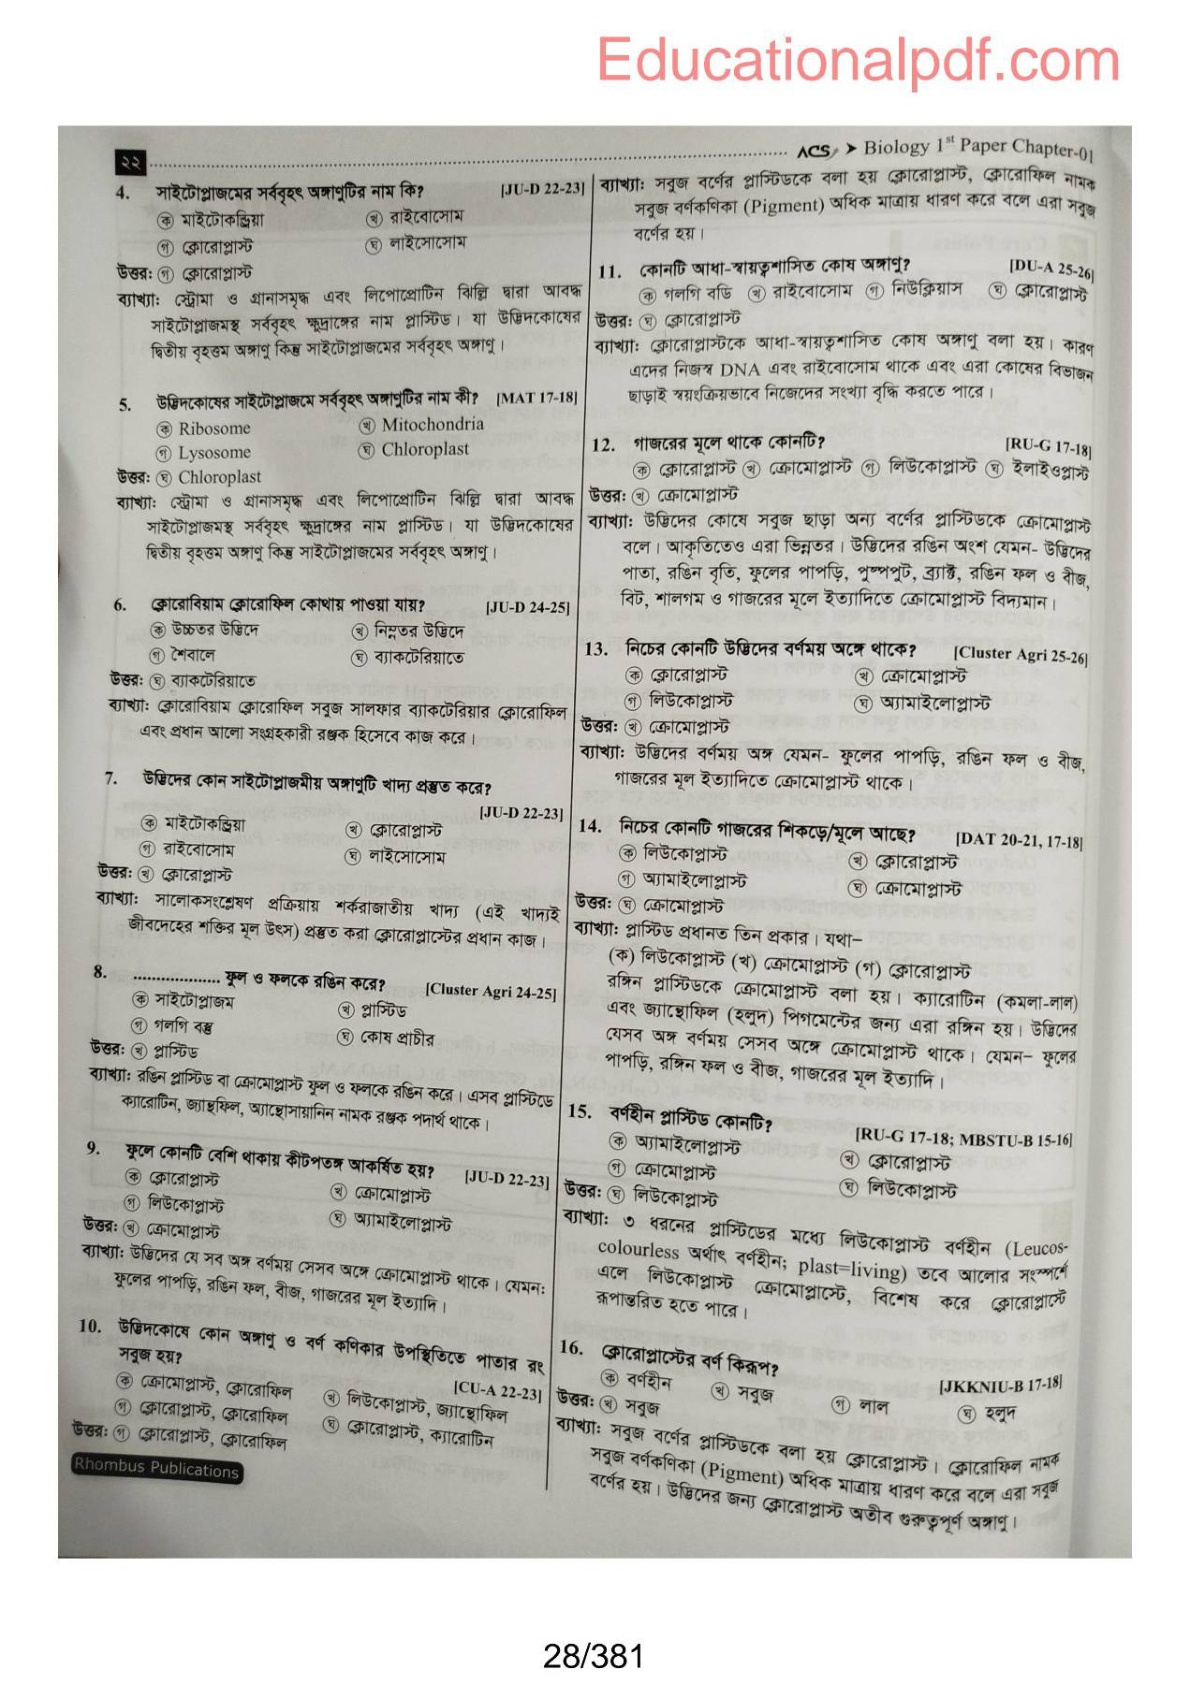 Educationalpdf.com
২২ ACS > Biology 1st Paper Chapter-01
4. সাইটোপ্লাজমের সর্ববৃহৎ অঙ্গাণুটির নাম কি? [JU-D 22-23]
ক মাইটোকন্ড্রিয়া খ রাইবোসোম
গ ক্লোরোপ্লাস্ট ঘ লাইসোসোম
উত্তর: গ ক্লোরোপ্লাস্ট
ব্যাখ্যা: স্ট্রোমা ও গ্রানাসমৃদ্ধ এবং লিপোপ্রোটিন ঝিল্লি দ্বারা আবদ্ধ
সাইটোপ্লাজমস্থ সর্ববৃহৎ ক্ষুদ্রাঙ্গের নাম প্লাস্টিড। যা উদ্ভিদকোষের
দ্বিতীয় বৃহত্তম অঙ্গাণু কিন্তু সাইটোপ্লাজমের সর্ববৃহৎ অঙ্গাণু।
5. উদ্ভিদকোষের সাইটোপ্লাজমে সর্ববৃহৎ অঙ্গাণুটির নাম কী? [MAT 17-18]
ক Ribosome খ Mitochondria
গ Lysosome ঘ Chloroplast
উত্তর: ঘ Chloroplast
ব্যাখ্যা: স্ট্রোমা ও গ্রানাসমৃদ্ধ এবং লিপোপ্রোটিন ঝিল্লি দ্বারা আবদ্ধ
সাইটোপ্লাজমস্থ সর্ববৃহৎ ক্ষুদ্রাঙ্গের নাম প্লাস্টিড। যা উদ্ভিদকোষের
দ্বিতীয় বৃহত্তম অঙ্গাণু কিন্তু সাইটোপ্লাজমের সর্ববৃহৎ অঙ্গাণু।
6. ক্লোরোবিয়াম ক্লোরোফিল কোথায় পাওয়া যায়? [JU-D 24-25]
ক উচ্চতর উদ্ভিদে খ নিম্নতর উদ্ভিদে
গ শৈবালে ঘ ব্যাকটেরিয়াতে
উত্তর: ঘ ব্যাকটেরিয়াতে
ব্যাখ্যা: ক্লোরোবিয়াম ক্লোরোফিল সবুজ সালফার ব্যাকটেরিয়ার ক্লোরোফিল
এবং প্রধান আলো সংগ্রহকারী রঞ্জক হিসেবে কাজ করে।
7. উদ্ভিদের কোন সাইটোপ্লাজমীয় অঙ্গাণুটি খাদ্য প্রস্তুত করে?
[JU-D 22-23]
ক মাইটোকন্ড্রিয়া খ ক্লোরোপ্লাস্ট
গ রাইবোসোম ঘ লাইসোসোম
উত্তর: খ ক্লোরোপ্লাস্ট
ব্যাখ্যা: সালোকসংশ্লেষণ প্রক্রিয়ায় শর্করাজাতীয় খাদ্য (এই খাদ্যই
জীবদেহের শক্তির মূল উৎস) প্রস্তুত করা ক্লোরোপ্লাস্টের প্রধান কাজ।
8. .................... ফুল ও ফলকে রঙিন করে? [Cluster Agri 24-25]
ক সাইটোপ্লাজম খ প্লাস্টিড
গ গলগি বস্তু ঘ কোষ প্রাচীর
উত্তর: খ প্লাস্টিড
ব্যাখ্যা: রঙিন প্লাস্টিড বা ক্রোমোপ্লাস্ট ফুল ও ফলকে রঙিন করে। এসব প্লাস্টিডে
ক্যারোটিন, জ্যান্থফিল, অ্যান্থোসায়ানিন নামক রঞ্জক পদার্থ থাকে।
9. ফুলে কোনটি বেশি থাকায় কীটপতঙ্গ আকর্ষিত হয়? [JU-D 22-23]
ক ক্লোরোপ্লাস্ট খ ক্রোমোপ্লাস্ট
গ লিউকোপ্লাস্ট ঘ অ্যামাইলোপ্লাস্ট
উত্তর: খ ক্রোমোপ্লাস্ট
ব্যাখ্যা: উদ্ভিদের যে সব অঙ্গ বর্ণময় সেসব অঙ্গে ক্রোমোপ্লাস্ট থাকে। যেমন:
ফুলের পাপড়ি, রঙিন ফল, বীজ, গাজরের মূল ইত্যাদি।
10. উদ্ভিদকোষে কোন অঙ্গাণু ও বর্ণ কণিকার উপস্থিতিতে পাতার রং
সবুজ হয়? [CU-A 22-23]
ক ক্রোমোপ্লাস্ট, ক্লোরোফিল খ লিউকোপ্লাস্ট, জ্যান্থোফিল
গ ক্লোরোপ্লাস্ট, ক্লোরোফিল ঘ ক্লোরোপ্লাস্ট, ক্যারোটিন
উত্তর: গ ক্লোরোপ্লাস্ট, ক্লোরোফিল
Rhombus Publications
ব্যাখ্যা: সবুজ বর্ণের প্লাস্টিডকে বলা হয় ক্লোরোপ্লাস্ট, ক্লোরোফিল নামক
সবুজ বর্ণকণিকা (Pigment) অধিক মাত্রায় ধারণ করে বলে এরা সবুজ
বর্ণের হয়।
11. কোনটি আধা-স্বায়ত্বশাসিত কোষ অঙ্গাণু? [DU-A 25-26]
ক গলগি বডি খ রাইবোসোম গ নিউক্লিয়াস ঘ ক্লোরোপ্লাস্ট
উত্তর: ঘ ক্লোরোপ্লাস্ট
ব্যাখ্যা: ক্লোরোপ্লাস্টকে আধা-স্বায়ত্বশাসিত কোষ অঙ্গাণু বলা হয়। কারণ
এদের নিজস্ব DNA এবং রাইবোসোম থাকে এবং এরা কোষের বিভাজন
ছাড়াই স্বয়ংক্রিয়ভাবে নিজেদের সংখ্যা বৃদ্ধি করতে পারে।
12. গাজরের মূলে থাকে কোনটি? [RU-G 17-18]
ক ক্লোরোপ্লাস্ট খ ক্রোমোপ্লাস্ট গ লিউকোপ্লাস্ট ঘ ইলাইওপ্লাস্ট
উত্তর: খ ক্রোমোপ্লাস্ট
ব্যাখ্যা: উদ্ভিদের কোষে সবুজ ছাড়া অন্য বর্ণের প্লাস্টিডকে ক্রোমোপ্লাস্ট
বলে। আকৃতিতেও এরা ভিন্নতর। উদ্ভিদের রঙিন অংশ যেমন- উদ্ভিদের
পাতা, রঙিন বৃতি, ফুলের পাপড়ি, পুষ্পপুট, ব্র্যাক্ট, রঙিন ফল ও বীজ,
বিট, শালগম ও গাজরের মূলে ইত্যাদিতে ক্রোমোপ্লাস্ট বিদ্যমান।
13. নিচের কোনটি উদ্ভিদের বর্ণময় অঙ্গে থাকে? [Cluster Agri 25-26]
ক ক্লোরোপ্লাস্ট খ ক্রোমোপ্লাস্ট
গ লিউকোপ্লাস্ট ঘ অ্যামাইলোপ্লাস্ট
উত্তর: খ ক্রোমোপ্লাস্ট
ব্যাখ্যা: উদ্ভিদের বর্ণময় অঙ্গ যেমন- ফুলের পাপড়ি, রঙিন ফল ও বীজ,
গাজরের মূল ইত্যাদিতে ক্রোমোপ্লাস্ট থাকে।
14. নিচের কোনটি গাজরের শিকড়ে/মূলে আছে? [DAT 20-21, 17-18]
ক লিউকোপ্লাস্ট খ ক্লোরোপ্লাস্ট
গ অ্যামাইলোপ্লাস্ট ঘ ক্রোমোপ্লাস্ট
উত্তর: ঘ ক্রোমোপ্লাস্ট
ব্যাখ্যা: প্লাস্টিড প্রধানত তিন প্রকার। যথা–
(ক) লিউকোপ্লাস্ট (খ) ক্রোমোপ্লাস্ট (গ) ক্লোরোপ্লাস্ট
রঙ্গিন প্লাস্টিডকে ক্রোমোপ্লাস্ট বলা হয়। ক্যারোটিন (কমলা-লাল)
এবং জ্যান্থোফিল (হলুদ) পিগমেন্টের জন্য এরা রঙ্গিন হয়। উদ্ভিদের
যেসব অঙ্গ বর্ণময় সেসব অঙ্গে ক্রোমোপ্লাস্ট থাকে। যেমন– ফুলের
পাপড়ি, রঙ্গিন ফল ও বীজ, গাজরের মূল ইত্যাদি।
15. বর্ণহীন প্লাস্টিড কোনটি? [RU-G 17-18; MBSTU-B 15-16]
ক অ্যামাইলোপ্লাস্ট খ ক্লোরোপ্লাস্ট
গ ক্রোমোপ্লাস্ট ঘ লিউকোপ্লাস্ট
উত্তর: ঘ লিউকোপ্লাস্ট
ব্যাখ্যা: ৩ ধরনের প্লাস্টিডের মধ্যে লিউকোপ্লাস্ট বর্ণহীন (Leucos-
colourless অর্থাৎ বর্ণহীন; plast=living) তবে আলোর সংস্পর্শে
এলে লিউকোপ্লাস্ট ক্রোমোপ্লাস্টে, বিশেষ করে ক্লোরোপ্লাস্টে
রূপান্তরিত হতে পারে।
16. ক্লোরোপ্লাস্টের বর্ণ কিরূপ? [JKKNIU-B 17-18]
ক বর্ণহীন খ সবুজ গ লাল ঘ হলুদ
উত্তর: খ সবুজ
ব্যাখ্যা: সবুজ বর্ণের প্লাস্টিডকে বলা হয় ক্লোরোপ্লাস্ট। ক্লোরোফিল নামক
সবুজ বর্ণকণিকা (Pigment) অধিক মাত্রায় ধারণ করে বলে এরা সবুজ
বর্ণের হয়। উদ্ভিদের জন্য ক্লোরোপ্লাস্ট অতীব গুরুত্বপূর্ণ অঙ্গাণু।
28/381